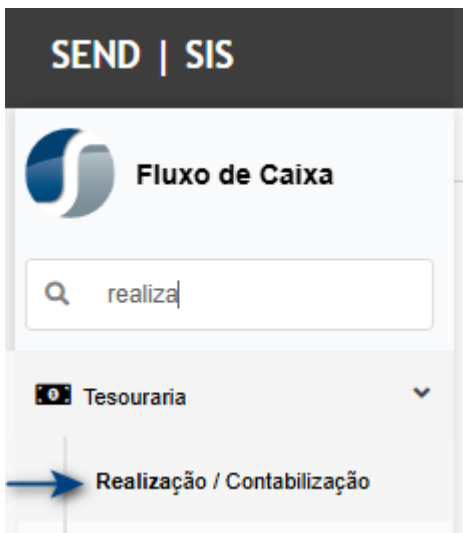 SEND | SIS
Fluxo de Caixa
realiza
Tesouraria
Realização / Contabilização